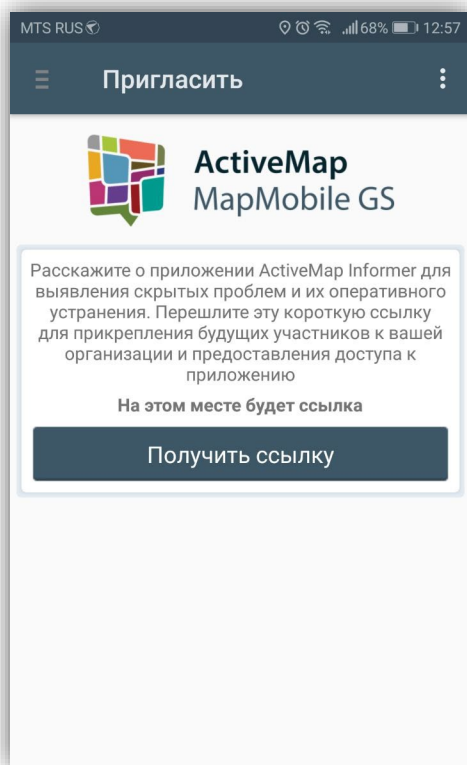 MTS RUS 68% 12:57
Пригласить
ActiveMap
MapMobile GS
Расскажите о приложении ActiveMap Informer для
выявления скрытых проблем и их оперативного
устранения. Перешлите эту короткую ссылку
для прикрепления будущих участников к вашей
организации и предоставления доступа к
приложению
На этом месте будет ссылка
Получить ссылку